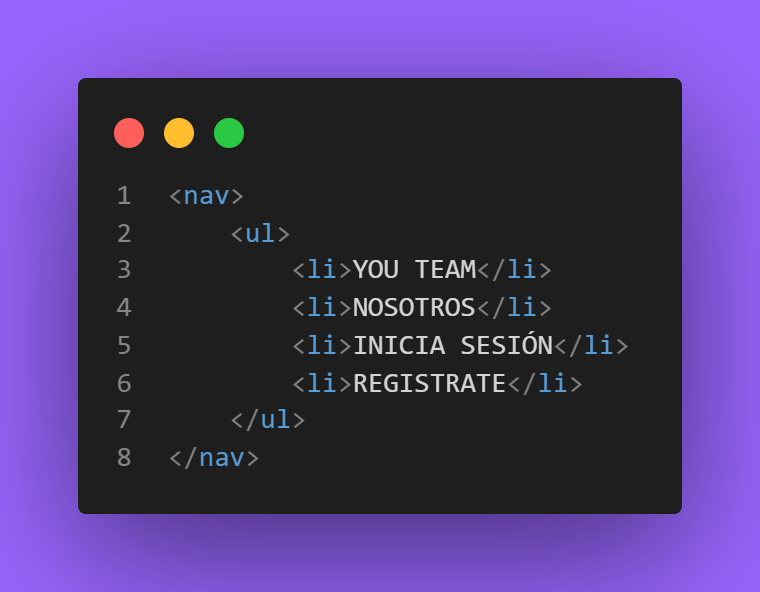 1 <nav>
2     <ul>
3         <li>YOU TEAM</li>
4         <li>NOSOTROS</li>
5         <li>INICIA SESIÓN</li>
6         <li>REGISTRATE</li>
7     </ul>
8 </nav>